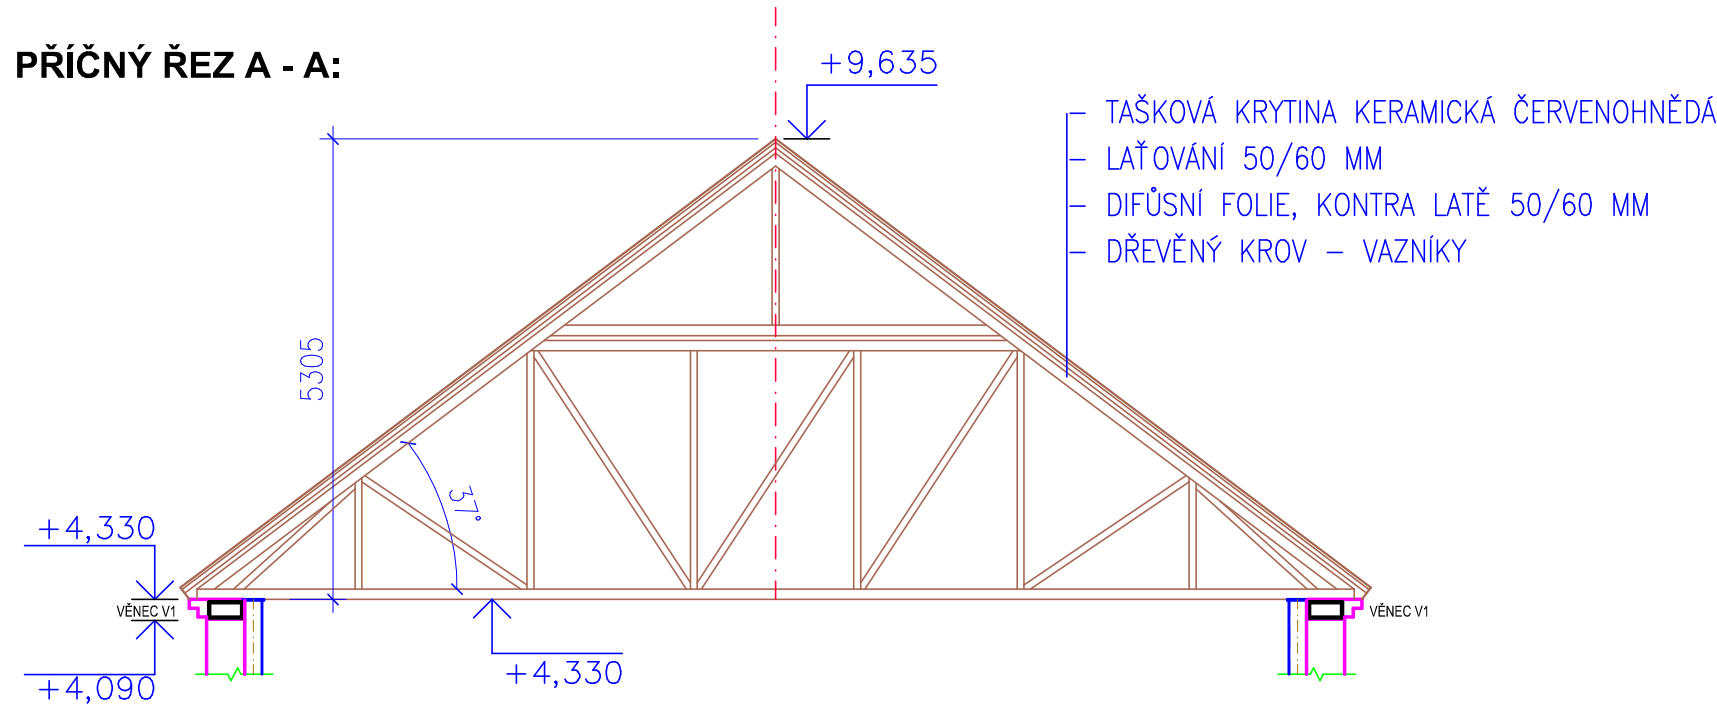 PŘÍČNÝ ŘEZ A - A:
+9,635
– TAŠKOVÁ KRYTINA KERAMICKÁ ČERVENOHNĚDÁ
– LAŤOVÁNÍ 50/60 MM
– DIFŮSNÍ FOLIE, KONTRA LATĚ 50/60 MM
– DŘEVĚNÝ KROV – VAZNÍKY
5305
37°
+4,330
VĚNEC V1
VĚNEC V1
+4,330
+4,090